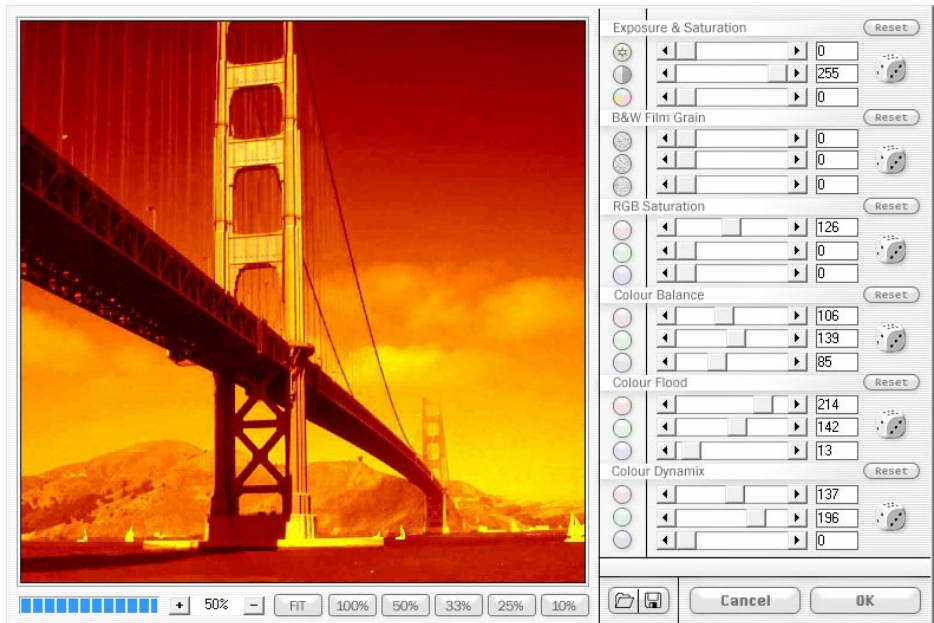 Exposure & Saturation Reset
0
255
0
B&W Film Grain Reset
0
0
0
RGB Saturation Reset
126
0
0
Colour Balance Reset
106
139
85
Colour Flood Reset
214
142
13
Colour Dynamix Reset
137
196
0
+ 50% - FIT 100% 50% 33% 25% 10% Cancel OK